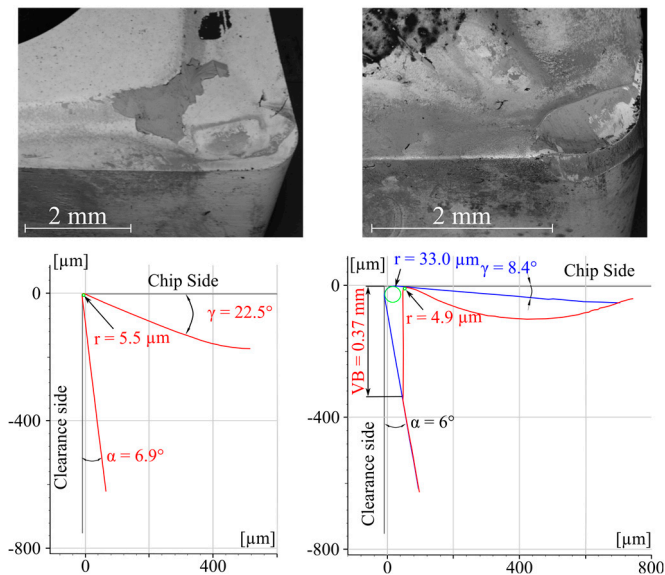 2 mm
2 mm
[µm]
Chip Side
0
γ = 22.5°
r = 5.5 µm
-400
Clearance side
α = 6.9°
-800
[µm]
0
400
[µm]
r = 33.0 µm
γ = 8.4°
Chip Side
0
r = 4.9 µm
VB = 0.37 mm
-400
α = 6°
Clearance side
-800
[µm]
0
400
800